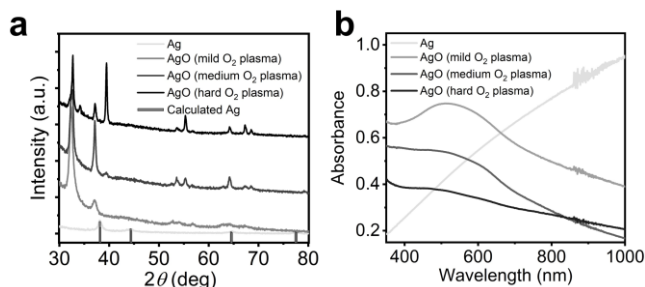 a
Intensity (a.u.)
Ag
AgO (mild O₂ plasma)
AgO (medium O₂ plasma)
AgO (hard O₂ plasma)
Calculated Ag
30 40 50 60 70 80
2θ (deg)
b
Absorbance
1.0
0.8
0.6
0.4
0.2
Ag
AgO (mild O₂ plasma)
AgO (medium O₂ plasma)
AgO (hard O₂ plasma)
400 600 800 1000
Wavelength (nm)